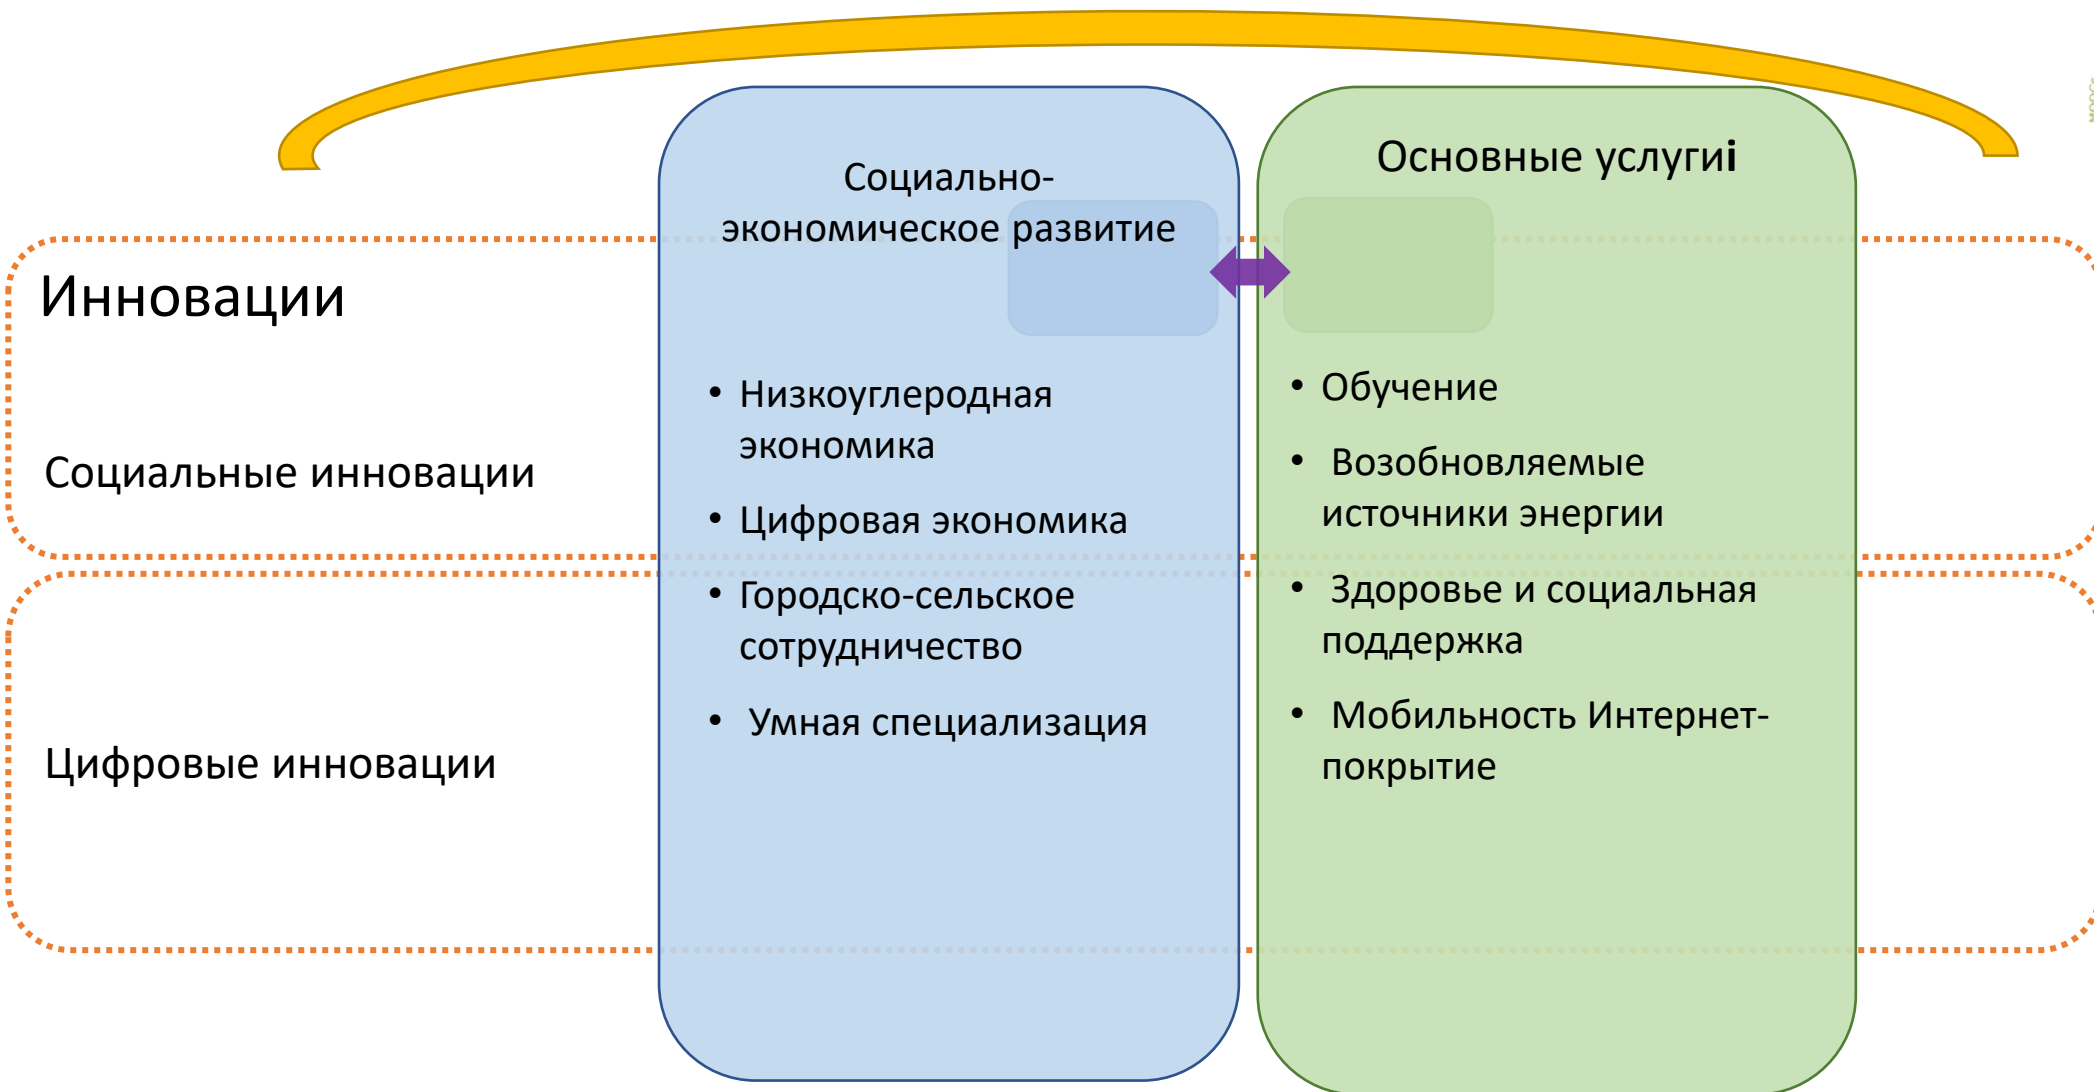 Социально-
экономическое развитие
Основные услугиi
Инновации
Социальные инновации
Цифровые инновации
• Низкоуглеродная
экономика
• Цифровая экономика
• Городско-сельское
сотрудничество
• Умная специализация
• Обучение
• Возобновляемые
источники энергии
• Здоровье и социальная
поддержка
• Мобильность Интернет-
покрытие